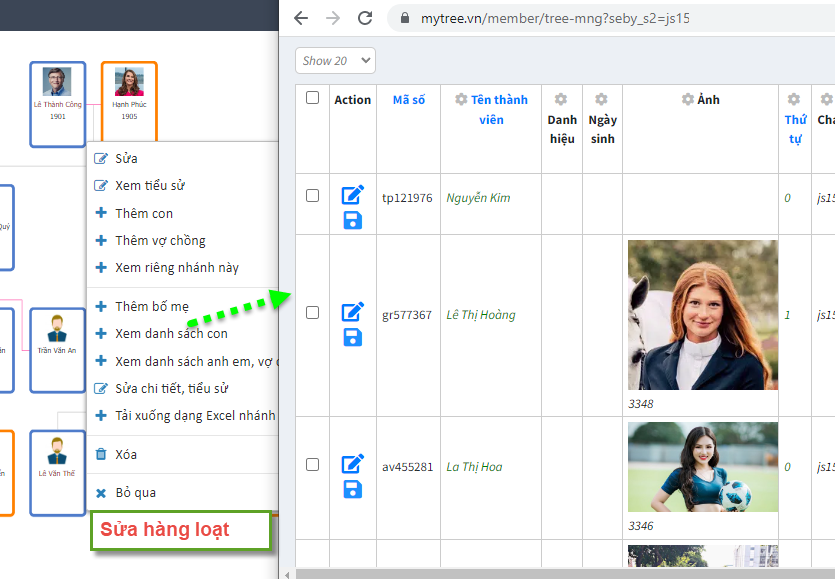 mytree.vn/member/tree-mng?seby_s2=js15
Show 20
Action
Mã số
Tên thành viên
Danh hiệu
Ngày sinh
Ảnh
Thứ tự
Lê Thành Công
1901
Hạnh Phúc
1905
Sửa
Xem tiểu sử
Thêm con
Thêm vợ chồng
Xem riêng nhánh này
Thêm bố mẹ
Xem danh sách con
Xem danh sách anh em, vợ
Sửa chi tiết, tiểu sử
Tải xuống dạng Excel nhánh
Xóa
Bỏ qua
Sửa hàng loạt
Trần Văn An
Lê Văn Thế
tp121976
Nguyễn Kim
0
js15
gr577367
Lê Thị Hoàng
3348
1
js15
av455281
La Thị Hoa
3346
0
js15